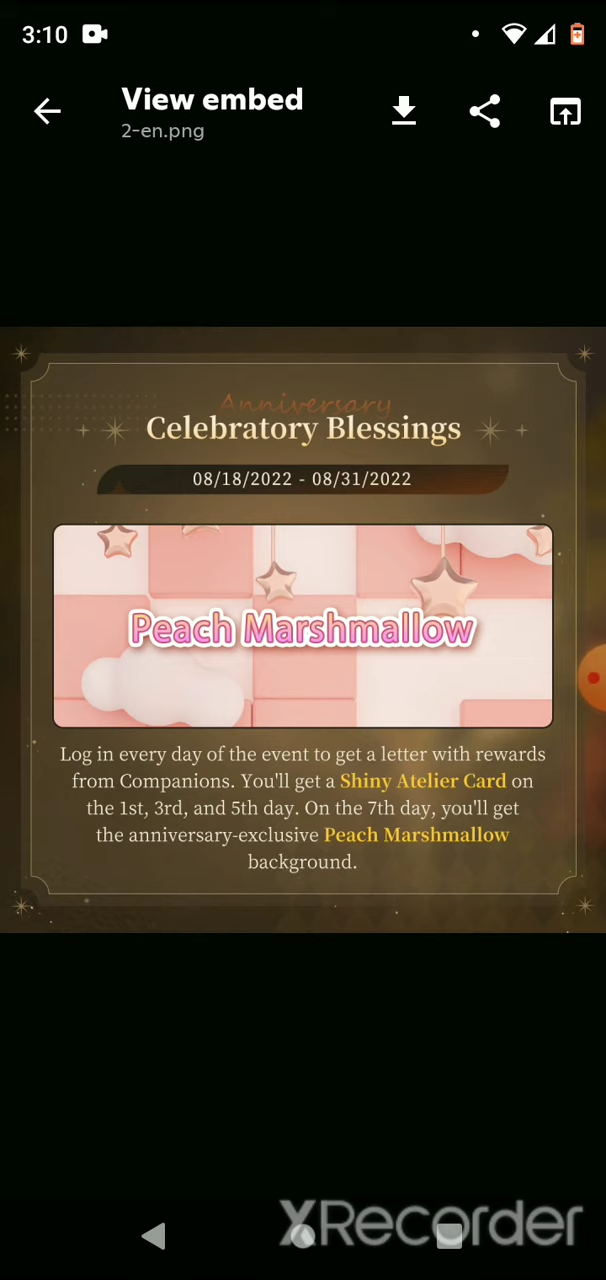 3:10
View embed
2-en.png
Anniversary
Celebratory Blessings
08/18/2022 - 08/31/2022
Peach Marshmallow
Log in every day of the event to get a letter with rewards
from Companions. You'll get a Shiny Atelier Card on
the 1st, 3rd, and 5th day. On the 7th day, you'll get
the anniversary-exclusive Peach Marshmallow
background.
XRecorder